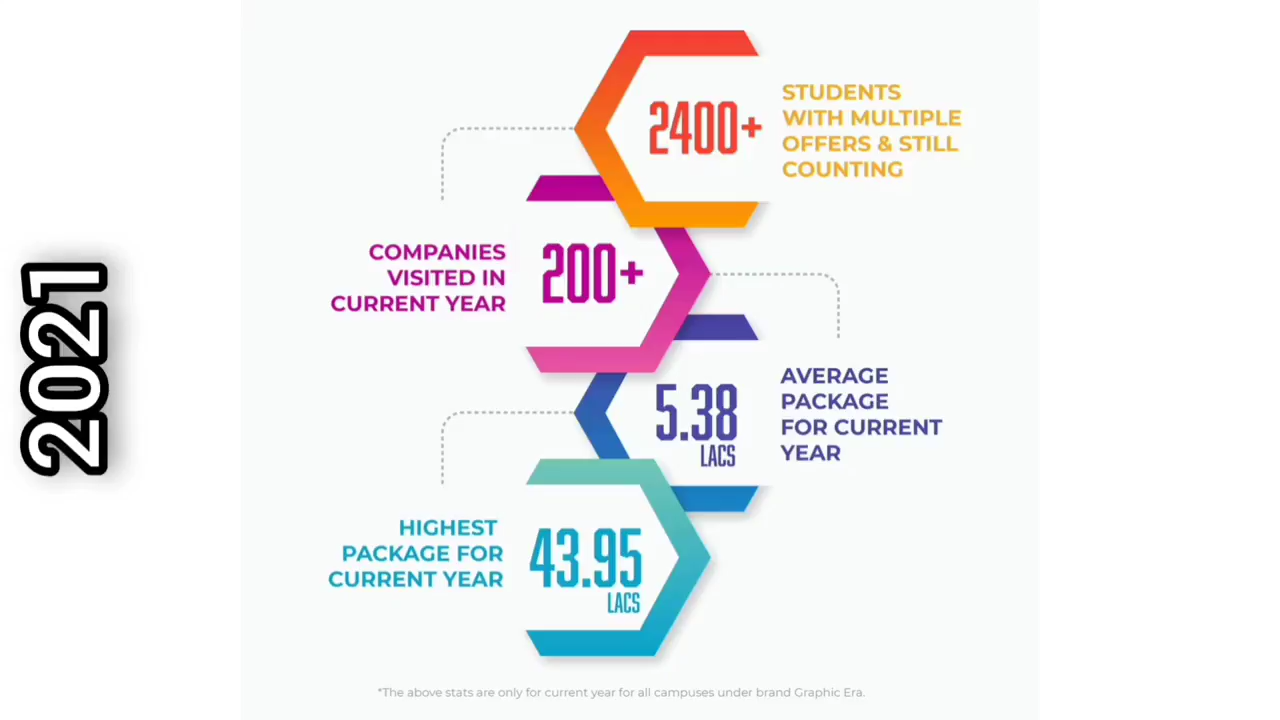 2021
2400+
STUDENTS
WITH MULTIPLE
OFFERS & STILL
COUNTING
COMPANIES
VISITED IN
CURRENT YEAR
200+
5.38
LACS
AVERAGE
PACKAGE
FOR CURRENT
YEAR
HIGHEST
PACKAGE FOR
CURRENT YEAR
43.95
LACS
*The above stats are only for current year for all campuses under brand Graphic Era.